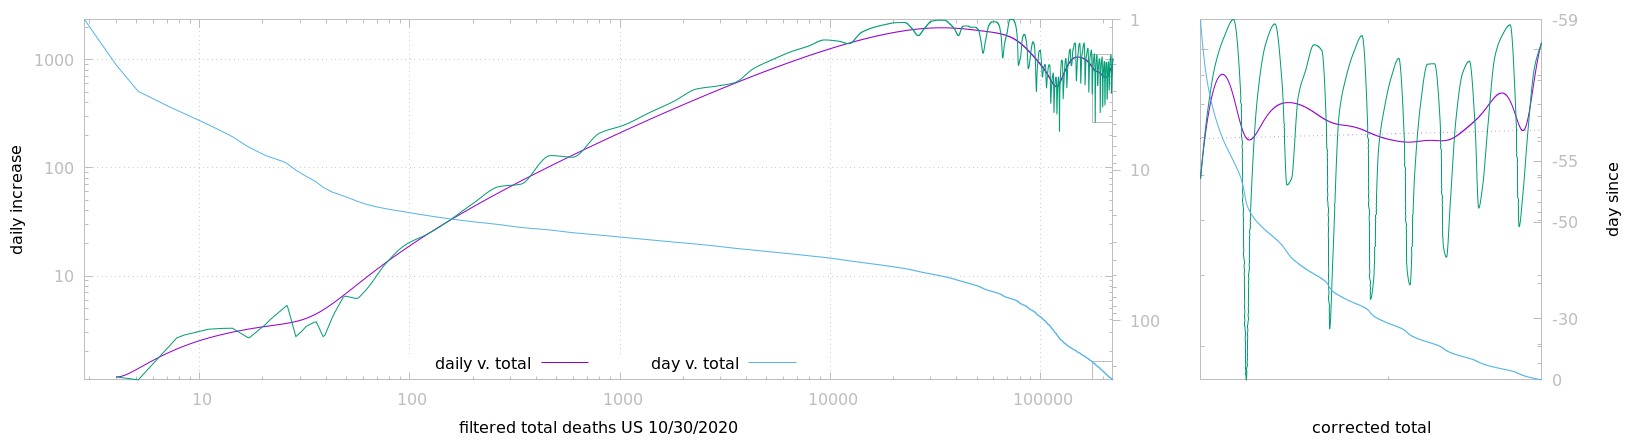 1
-59
1000
daily increase
100
10
-55
day since
-50
10
100
-30
daily v. total
day v. total
0
10
100
1000
10000
100000
filtered total deaths US 10/30/2020
corrected total